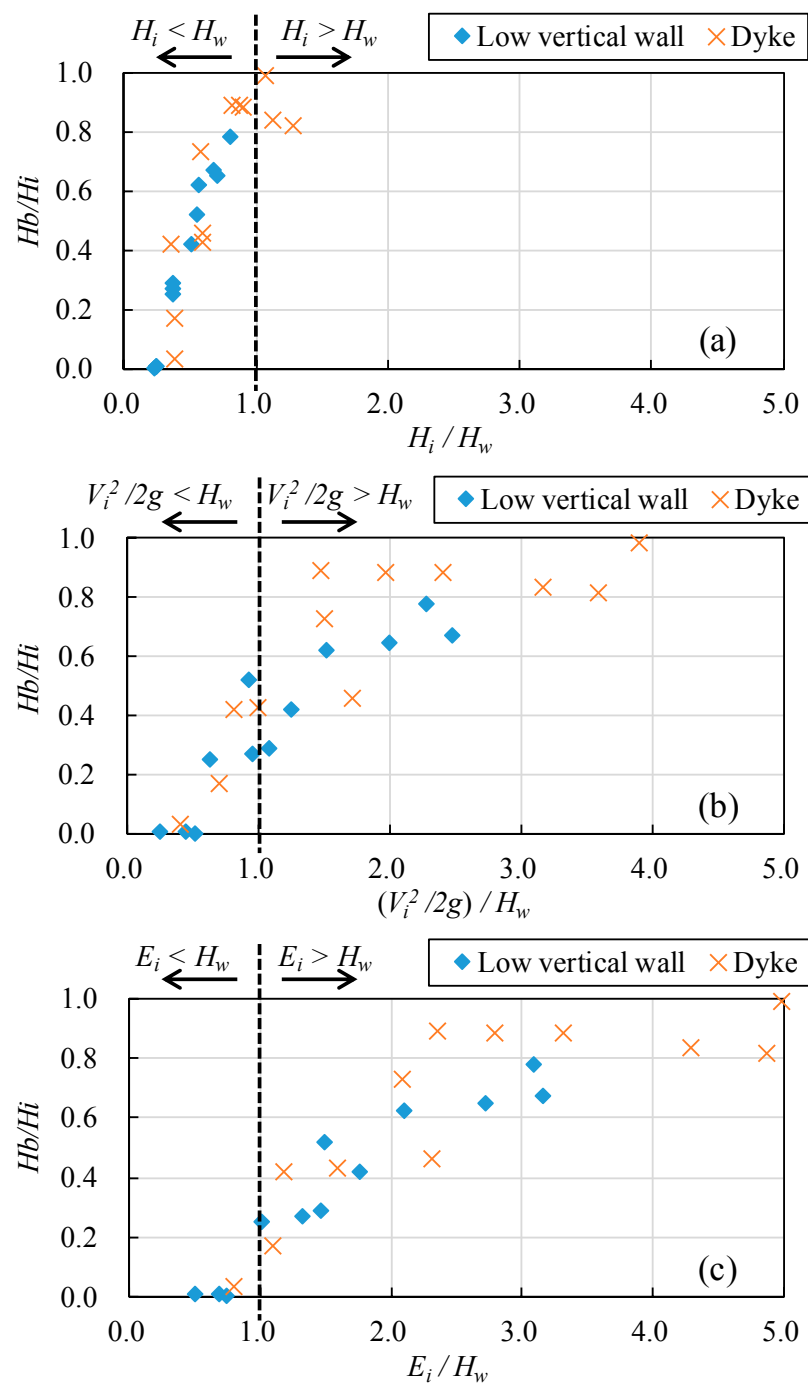 H_i < H_w H_i > H_w Low vertical wall Dyke
1.0
0.8
0.6
0.4
0.2
0.0
Hb/Hi
(a)
0.0 1.0 2.0 3.0 4.0 5.0
H_i / H_w
V_i^2 /2g < H_w V_i^2 /2g > H_w Low vertical wall Dyke
1.0
0.8
0.6
0.4
0.2
0.0
Hb/Hi
(b)
0.0 1.0 2.0 3.0 4.0 5.0
(V_i^2 /2g) / H_w
E_i < H_w E_i > H_w Low vertical wall Dyke
1.0
0.8
0.6
0.4
0.2
0.0
Hb/Hi
(c)
0.0 1.0 2.0 3.0 4.0 5.0
E_i / H_w